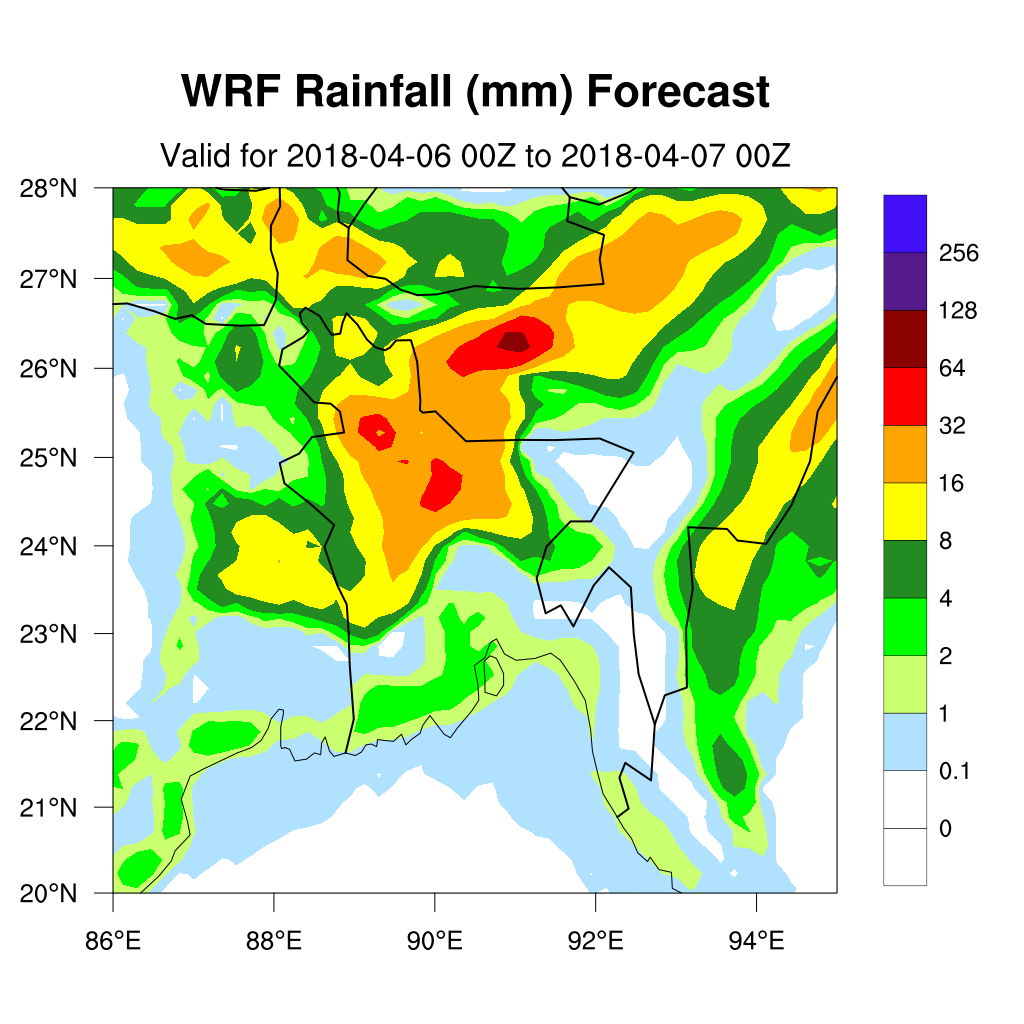 WRF Rainfall (mm) Forecast
Valid for 2018-04-06 00Z to 2018-04-07 00Z
28°N
27°N
26°N
25°N
24°N
23°N
22°N
21°N
20°N
86°E 88°E 90°E 92°E 94°E
256
128
64
32
16
8
4
2
1
0.1
0